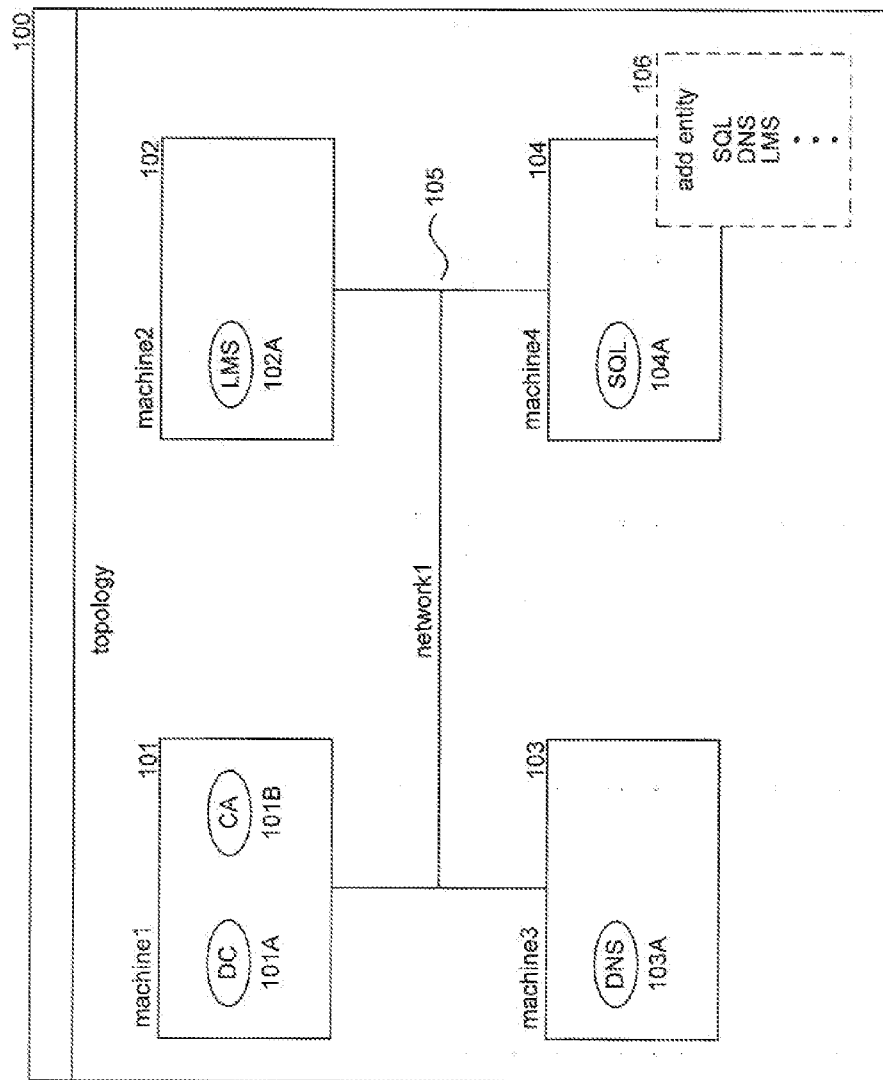 100
topology
machine1
101
DC
CA
101A
101B
machine2
102
LMS
102A
network1
105
machine3
103
DNS
103A
machine4
104
SQL
104A
106
add entity
SQL
DNS
LMS